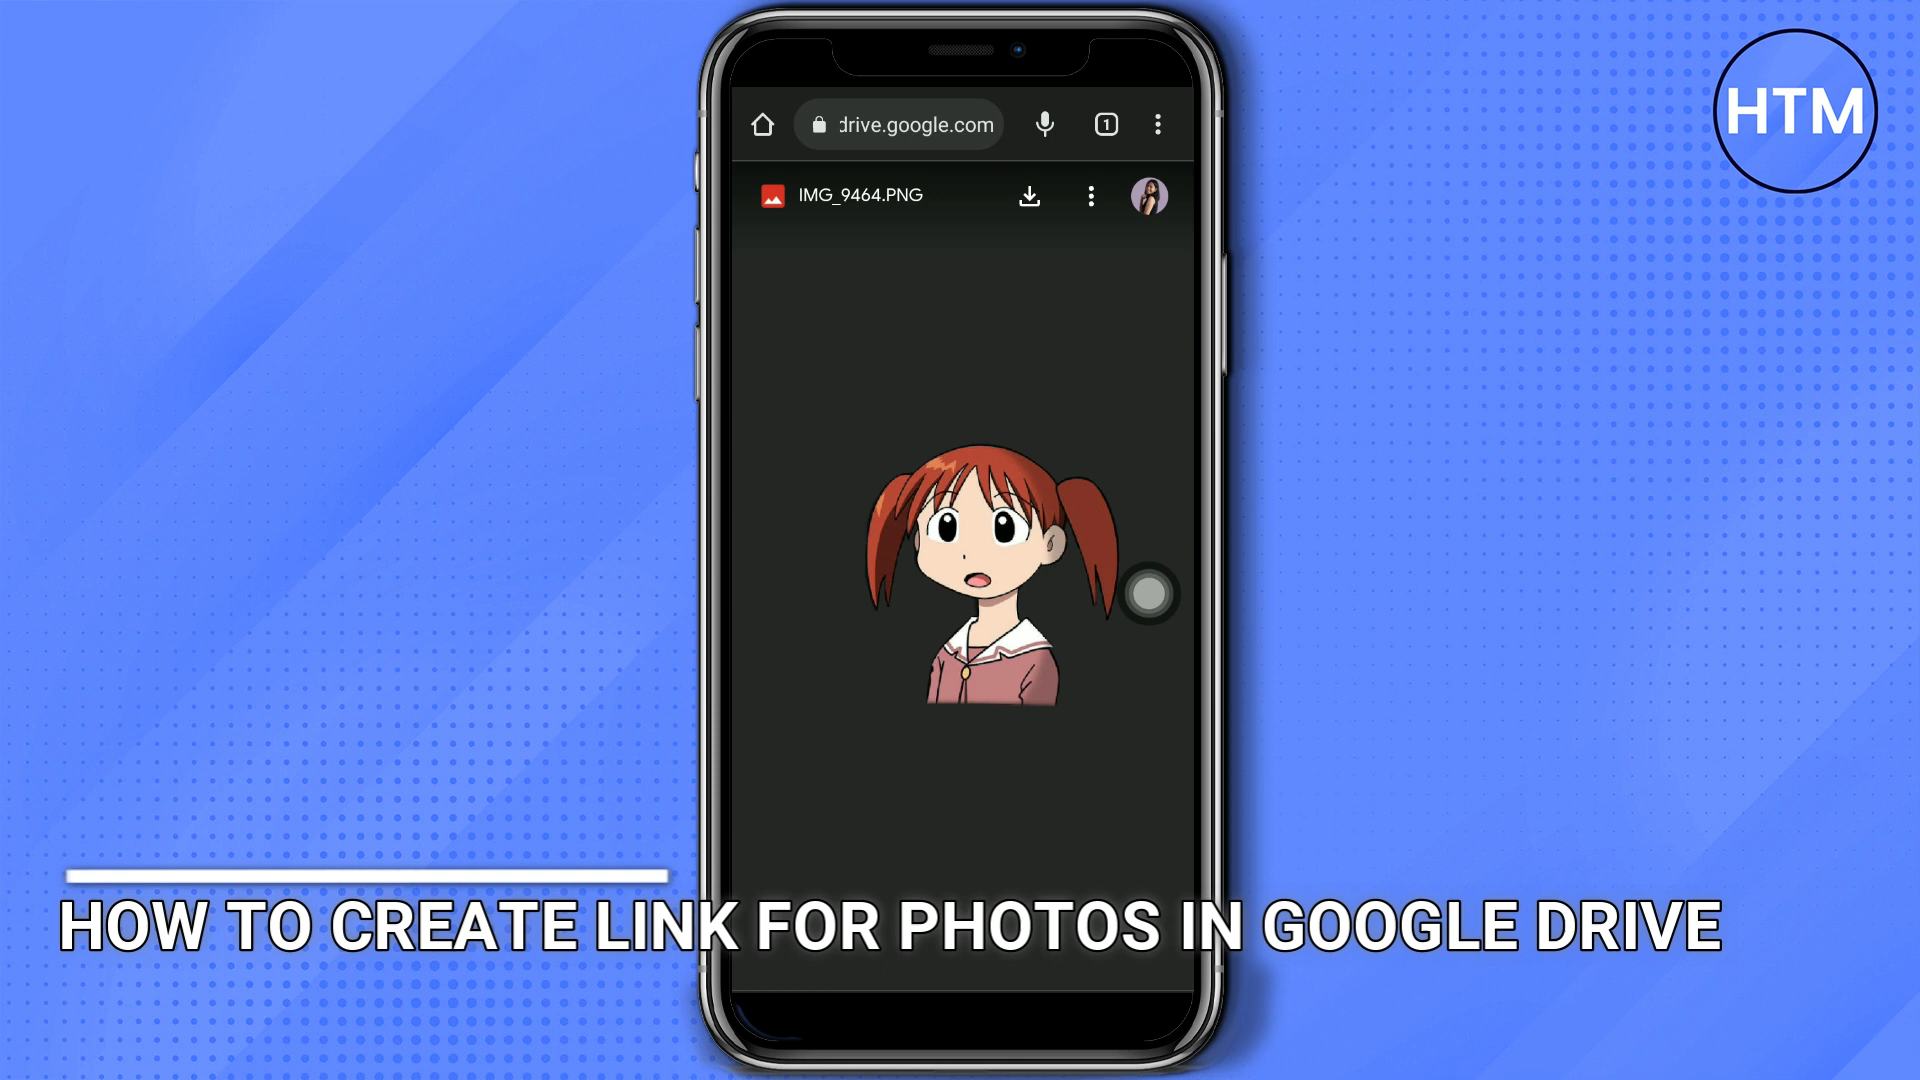 HTM
drive.google.com
1
IMG_9464.PNG
HOW TO CREATE LINK FOR PHOTOS IN GOOGLE DRIVE